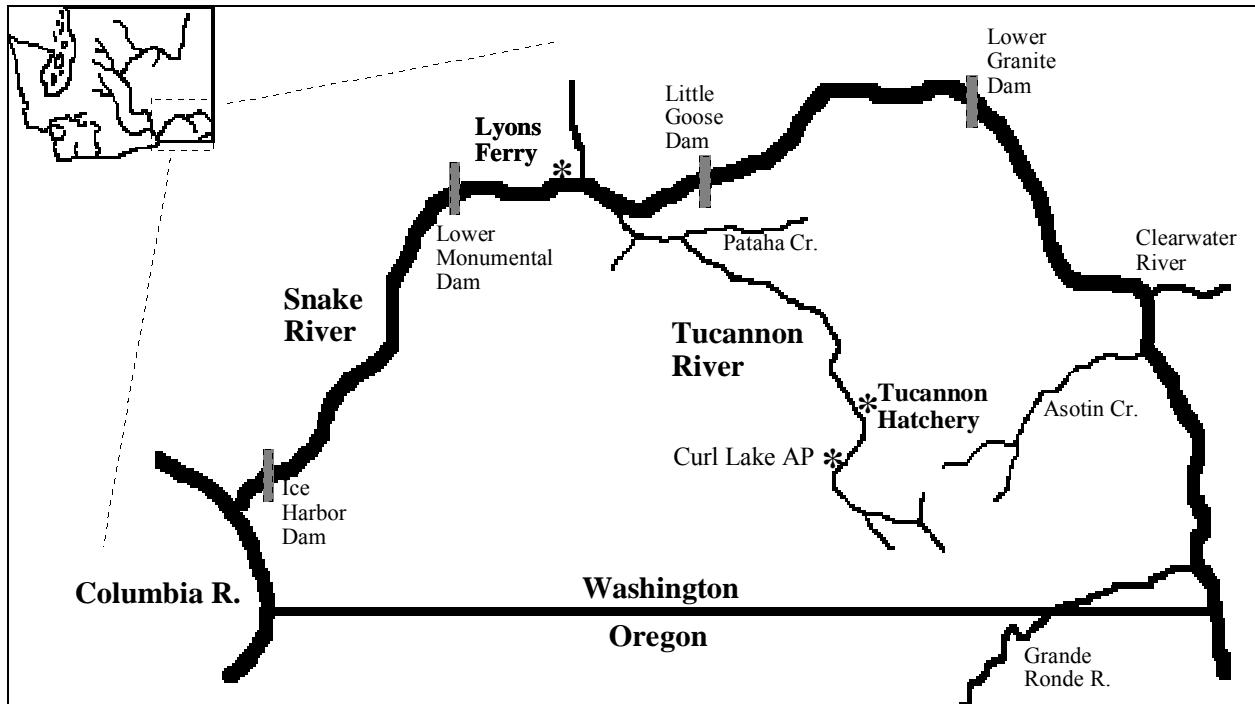 Lower
Granite
Dam
Little
Goose
Dam
Lyons
Ferry
Lower
Monumental
Dam
Pataha Cr.
Clearwater
River
Snake
River
Tucannon
River
Tucannon
Hatchery
Asotin Cr.
Curl Lake AP
Ice
Harbor
Dam
Columbia R.
Washington
Oregon
Grande
Ronde R.